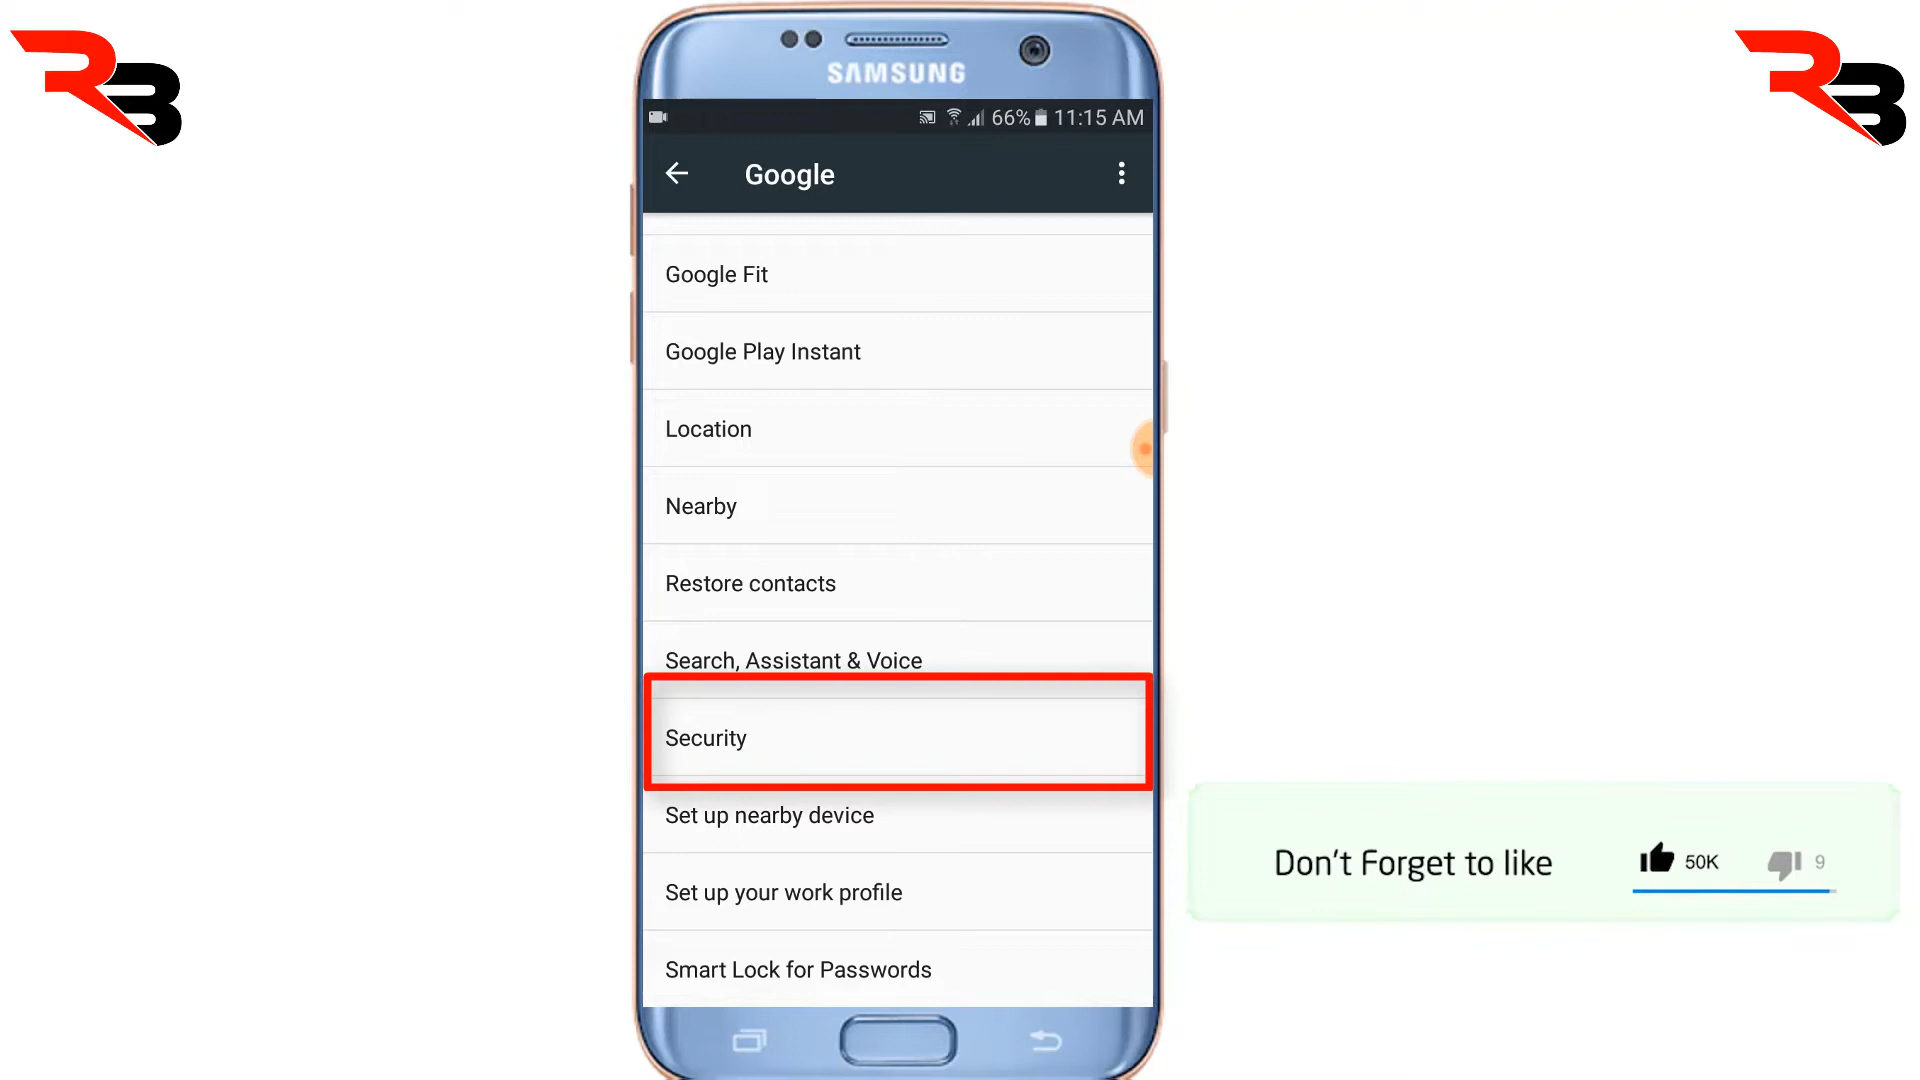 RB
RB
SAMSUNG
66% 11:15 AM
Google
Google Fit
Google Play Instant
Location
Nearby
Restore contacts
Search, Assistant & Voice
Security
Set up nearby device
Set up your work profile
Smart Lock for Passwords
Don't Forget to like 50K 9